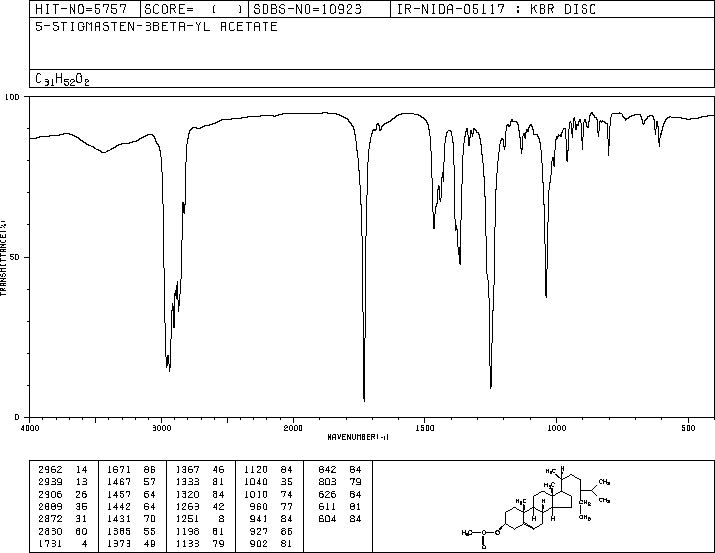 HIT-NO=5757 SCORE= ( ) SDBS-NO=10923 IR-NIDA-05117 : KBR DISC
5-STIGMASTEN-3BETA-YL ACETATE
C31H52O2
100
50
0
TRANSMITTANCE(%)
4000 3000 2000 1500 1000 500
WAVENUMBER(-1)
2962 14 1671 86 1367 46 1120 84 842 84
2939 13 1467 57 1333 81 1040 35 803 79
2906 26 1457 64 1320 84 1010 74 626 84
2889 36 1442 64 1263 42 960 77 611 81
2872 31 1431 70 1251 8 941 84 604 84
60 1385 55 1198 81 927 86
1731 4 1373 49 1133 79 902 81